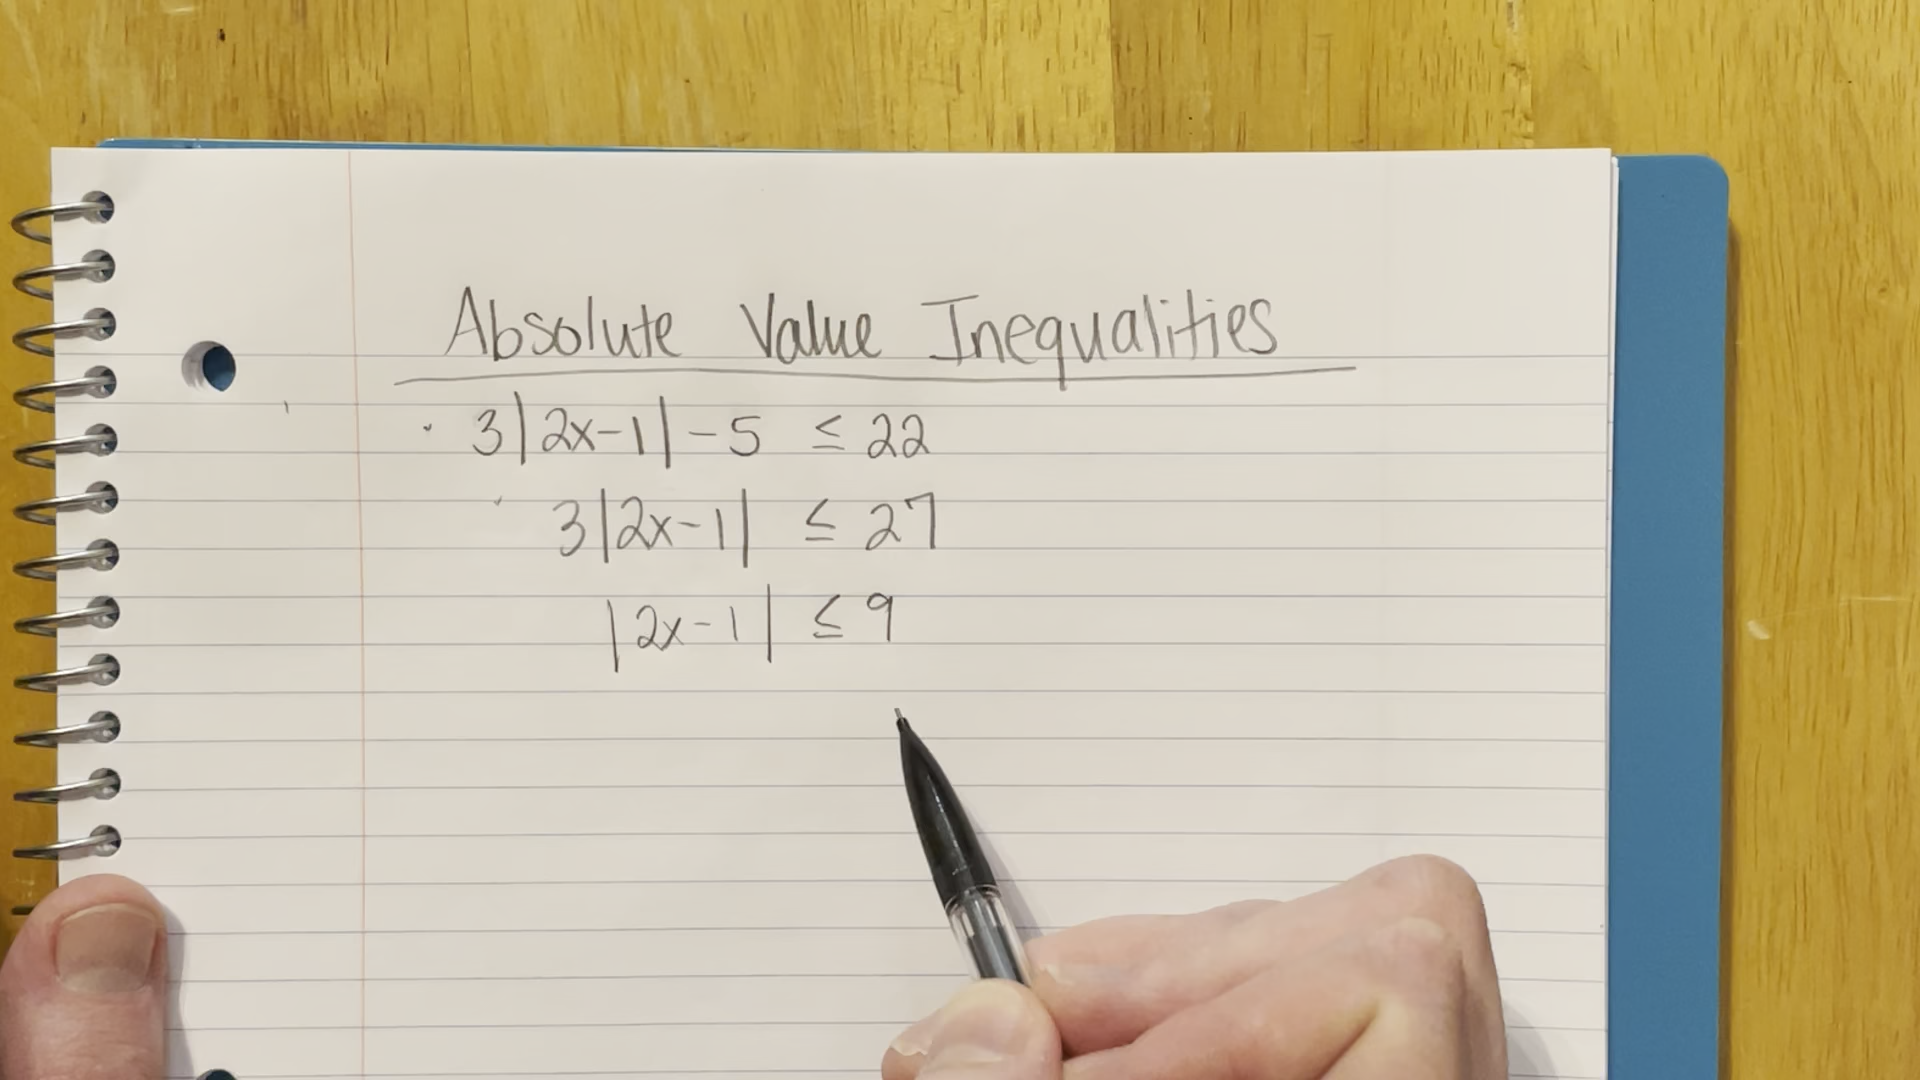 Absolute Value Inequalities
3|2x-1|-5 ≤ 22
3|2x-1| ≤ 27
|2x-1| ≤ 9